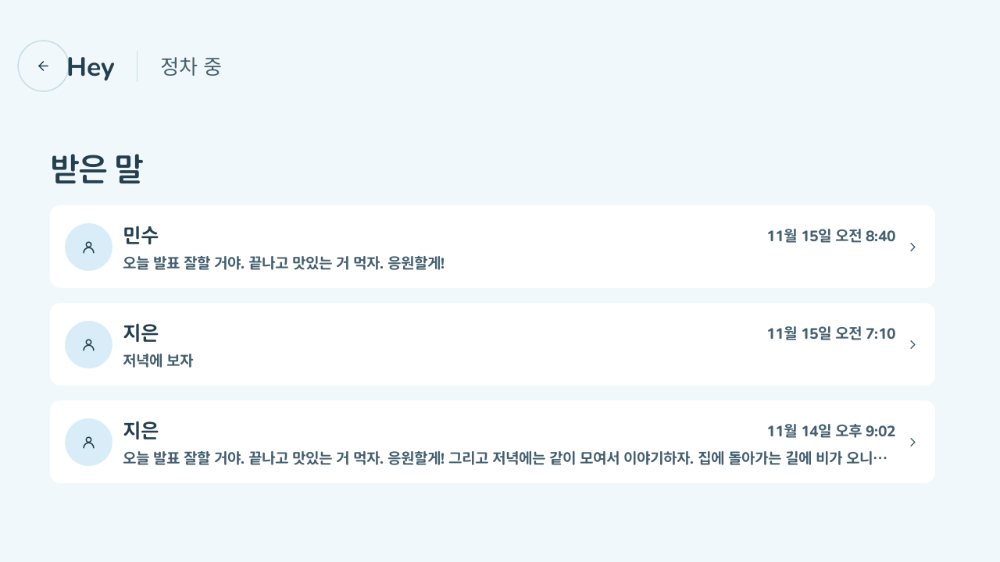 Hey
정차 중
받은 말
민수
11월 15일 오전 8:40
오늘 발표 잘할 거야. 끝나고 맛있는 거 먹자. 응원할게!
지은
11월 15일 오전 7:10
저녁에 보자
지은
11월 14일 오후 9:02
오늘 발표 잘할 거야. 끝나고 맛있는 거 먹자. 응원할게! 그리고 저녁에는 같이 모여서 이야기하자. 집에 돌아가는 길에 비가 오니…